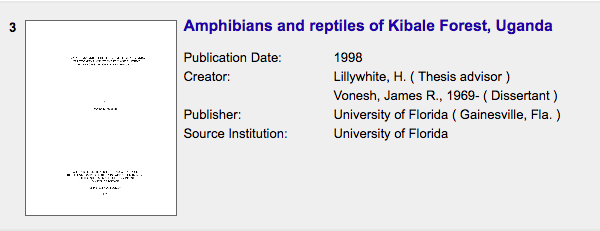 3
Amphibians and reptiles of Kibale Forest, Uganda
Publication Date: 1998
Creator: Lillywhite, H. ( Thesis advisor )
Vonesh, James R., 1969- ( Dissertant )
Publisher: University of Florida ( Gainesville, Fla. )
Source Institution: University of Florida